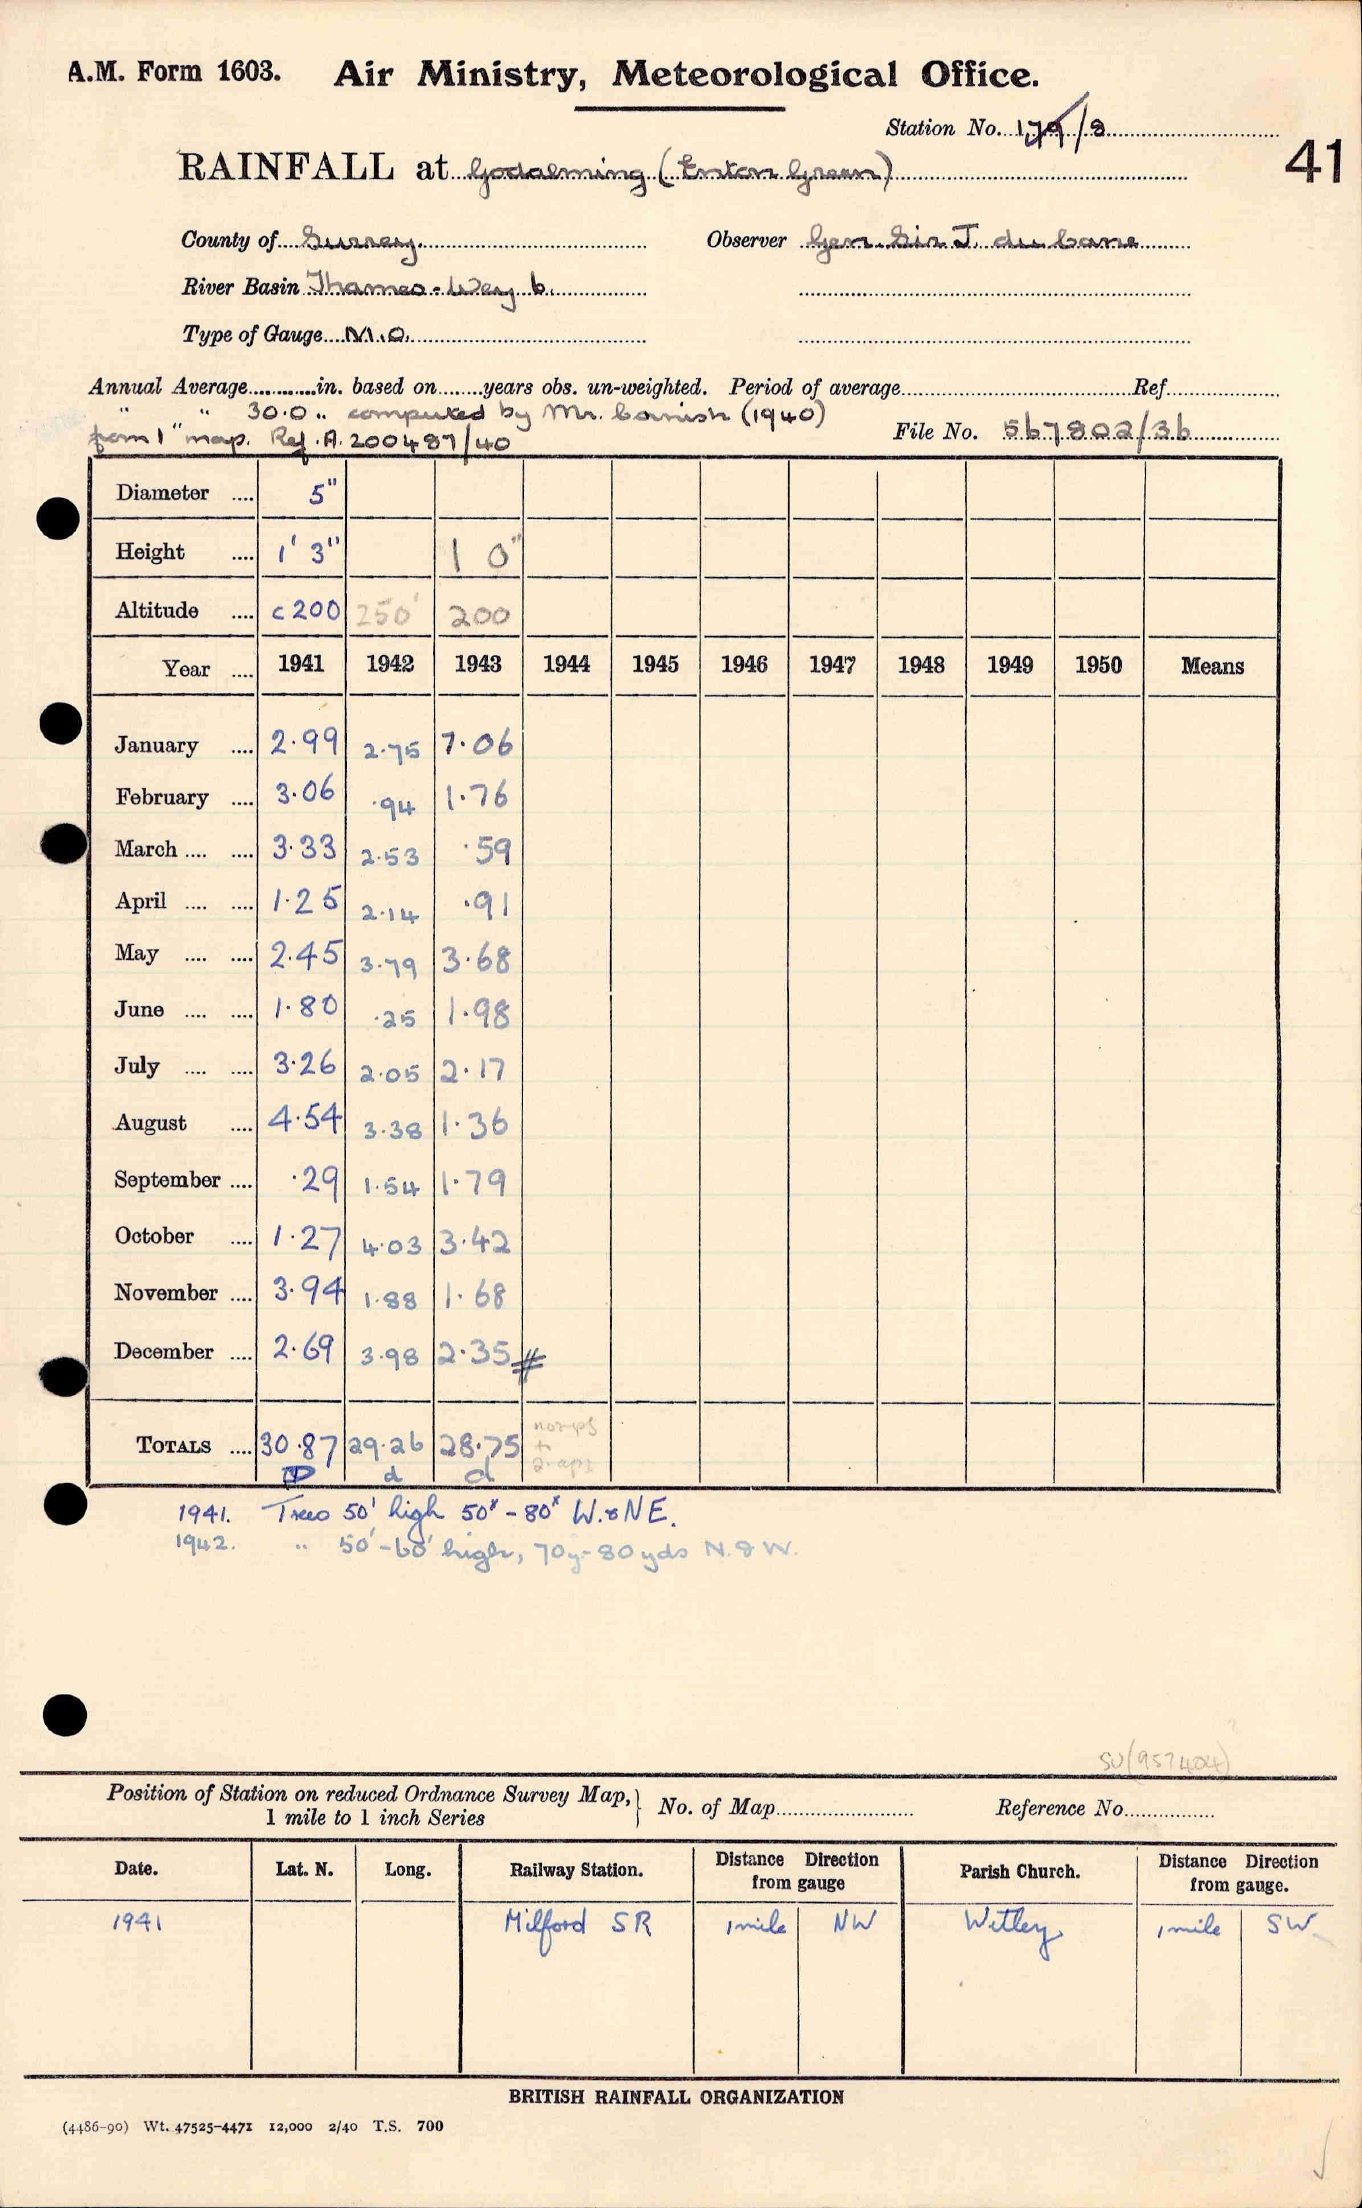 A.M. Form 1603. Air Ministry, Meteorological Office.
Station No. 179/8
41
RAINFALL at Godalming (Enton Green)
County of Surrey. Observer Gen. Sir J. du Cane
River Basin Thames - Wey b.
Type of Gauge M.O.
Annual Average............in. based on.......years obs. un-weighted. Period of average............Ref............
" " 30.0 " computed by Mr. Cornish (1940)
from 1" map. Ref. A.200487/40 File No. 567802/36
Diameter .... 5"
Height .... 1' 3" 1 0"
Altitude .... c200 250' 200
Year .... 1941 1942 1943 1944 1945 1946 1947 1948 1949 1950 Means
January .... 2.99 2.75 7.06
February .... 3.06 .94 1.76
March .... .... 3.33 2.53 .59
April .... .... 1.25 2.14 .91
May .... .... 2.45 3.79 3.68
June .... .... 1.80 .25 1.98
July .... .... 3.26 2.05 2.17
August .... 4.54 3.38 1.36
September .... .29 1.54 1.79
October .... 1.27 4.03 3.42
November .... 3.94 1.88 1.68
December .... 2.69 3.98 2.35 #
TOTALS .... 30.87 29.26 28.75
d d
1941. Trees 50' high 50x - 80x W. & N E.
1942. " 50'-60' high, 70y-80yds N. & W.
SU(957404)
Position of Station on reduced Ordnance Survey Map,} No. of Map............ Reference No............
1 mile to 1 inch Series
Date. Lat. N. Long. Railway Station. Distance Direction from gauge Parish Church. Distance Direction from gauge.
1941 Milford SR 1 mile NW Witley 1 mile SW
BRITISH RAINFALL ORGANIZATION
(4486-90) Wt. 47525-4471 12,000 2/40 T.S. 700